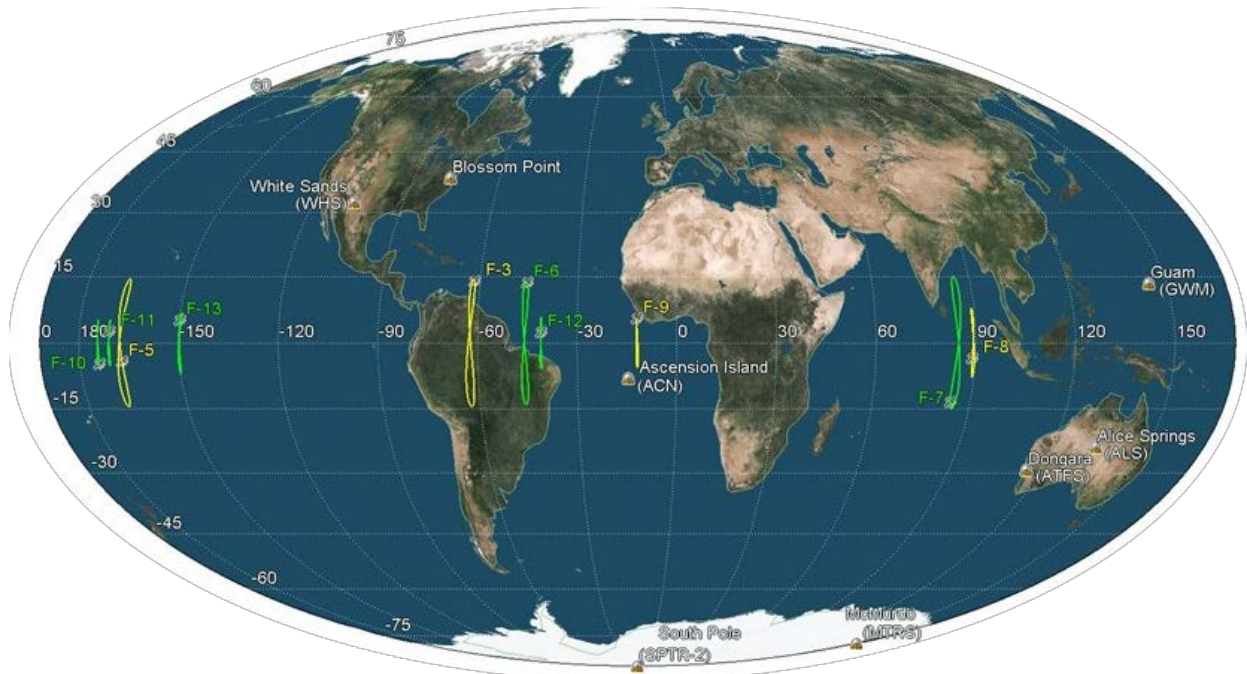 75
60
45
Blossom Point
White Sands
(WHS)
30
15
F-3
F-6
Guam
(GWM)
F-13
F-11
F-9
F-12
0 180 -150 -120 -60 -30 0 30 60 90 120 150
F-8
F-5
F-10
Ascension Island
(ACN)
F-7
-15
Alice Springs
(ALS)
Dongara
(ATFS)
-30
-45
-60
-75
McMurdo
(MTRS)
South Pole
(SPTR-2)